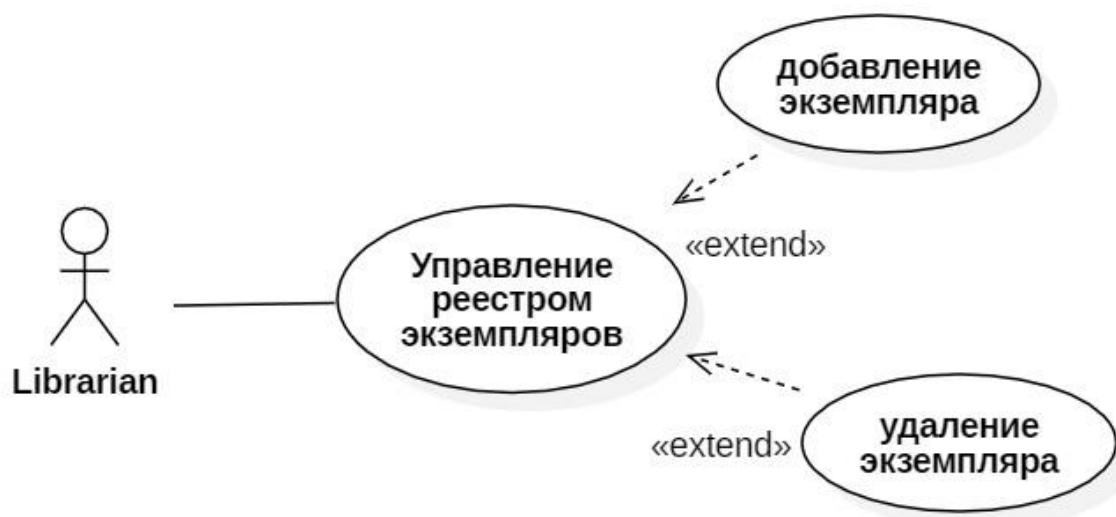 добавление
экземпляра
«extend»
Управление
реестром
экземпляров
Librarian
«extend»
удаление
экземпляра